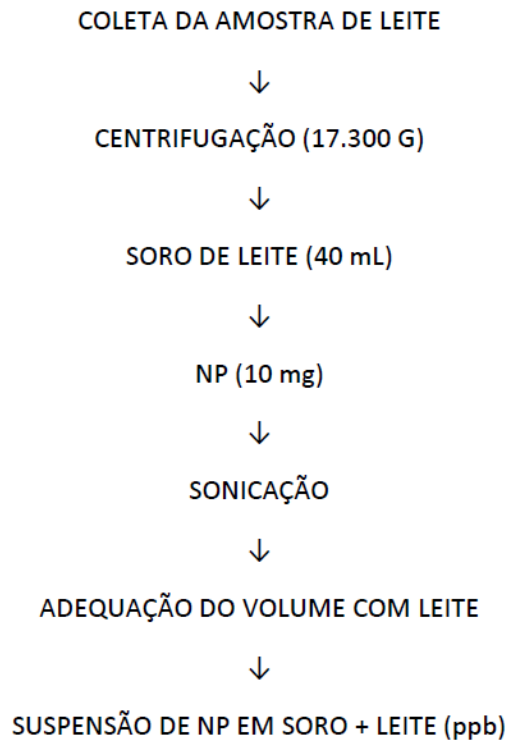 COLETA DA AMOSTRA DE LEITE
↓
CENTRIFUGAÇÃO (17.300 G)
↓
SORO DE LEITE (40 mL)
↓
NP (10 mg)
↓
SONICAÇÃO
↓
ADEQUAÇÃO DO VOLUME COM LEITE
↓
SUSPENSÃO DE NP EM SORO + LEITE (ppb)